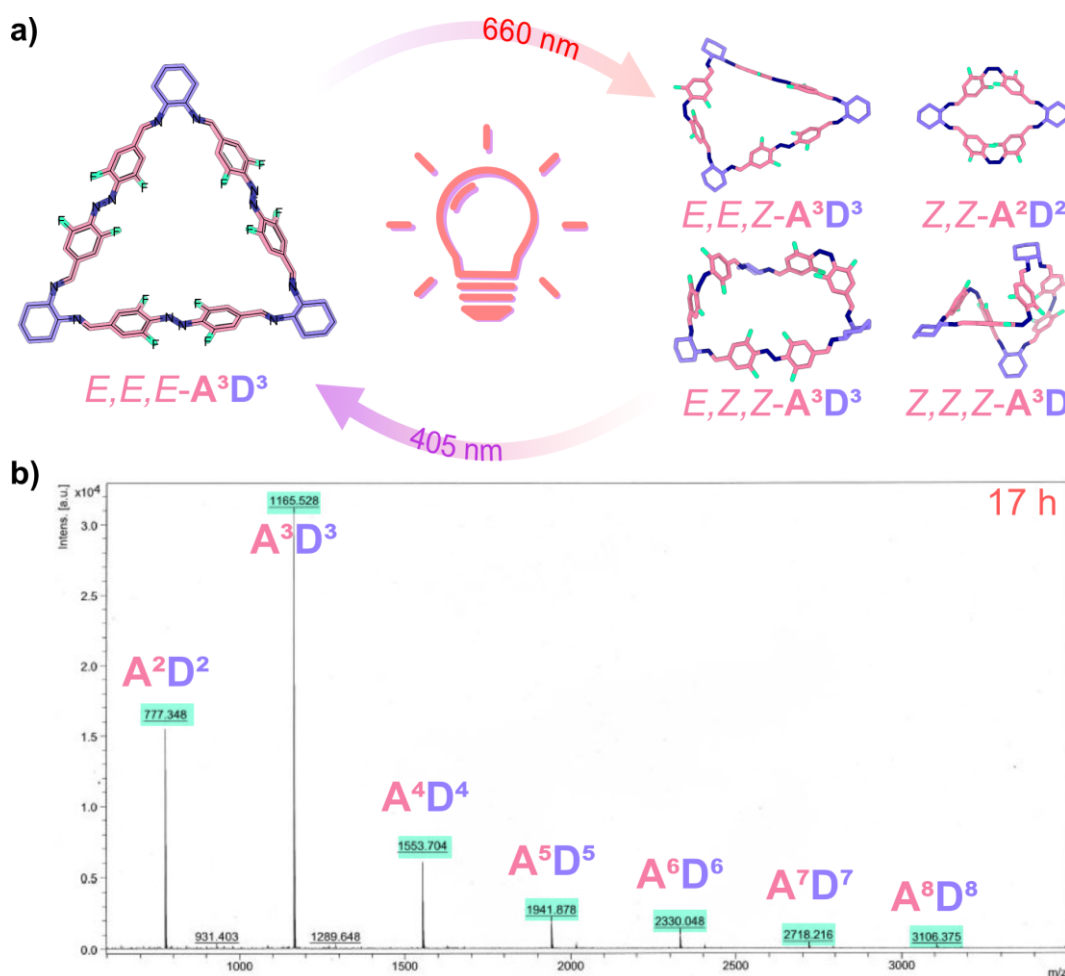 a)
660 nm
N N
N N
F F
F F
F F
N N
N N
F F
F F
N N
F F
N N
N N
F F
E,E,E-A³D³
E,E,Z-A³D³
Z,Z-A²D²
E,Z,Z-A³D³
Z,Z,Z-A³D
405 nm
b)
Intens. [a.u.]
x10⁴
3.0
2.5
2.0
1.5
1.0
0.5
0.0
17 h
1165.528
A³D³
A²D²
777.348
A⁴D⁴
1553.704
A⁵D⁵
1941.878
A⁶D⁶
2330.048
A⁷D⁷
2718.216
A⁸D⁸
3106.375
931.403
1289.648
1000
1500
2000
2500
3000
m/z